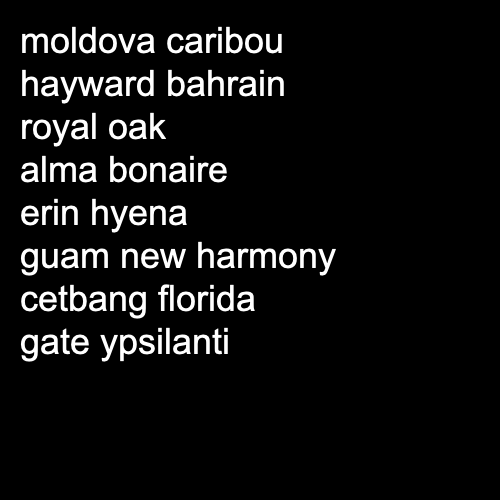 moldova caribou
hayward bahrain
royal oak
alma bonaire
erin hyena
guam new harmony
cetbang florida
gate ypsilanti